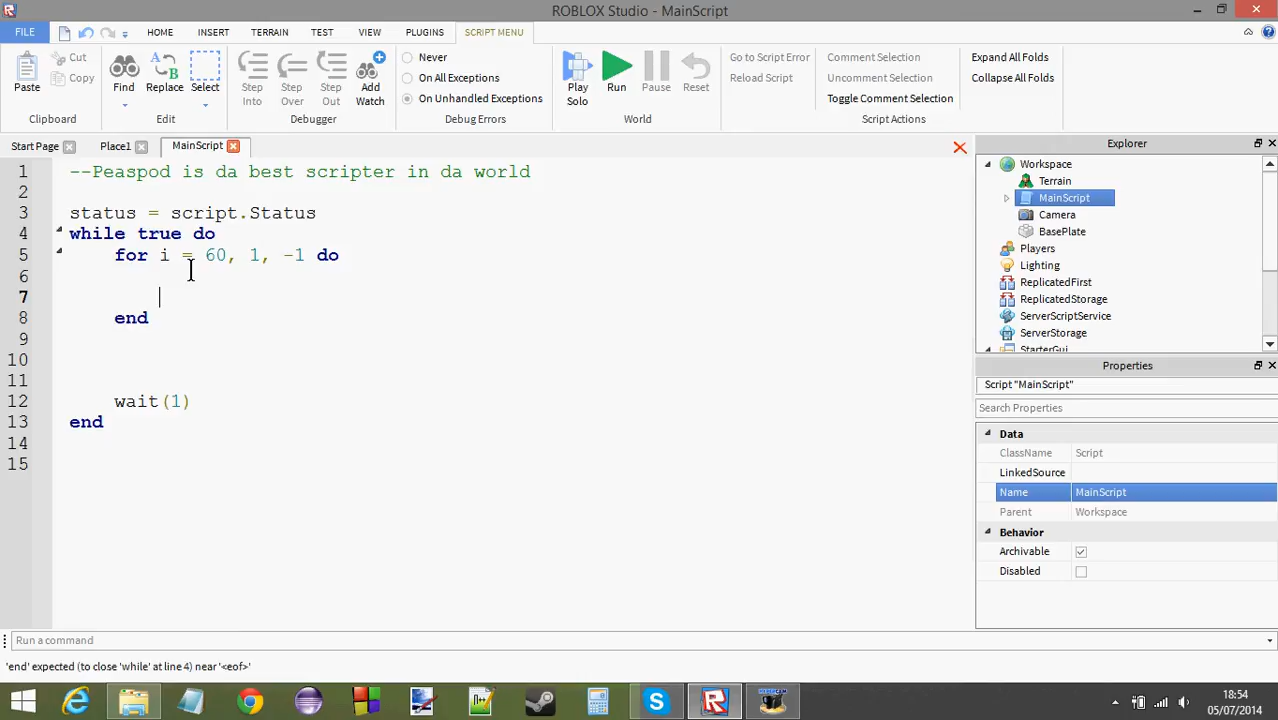 ROBLOX Studio - MainScript
FILE HOME INSERT TERRAIN TEST VIEW PLUGINS SCRIPT MENU
Paste Cut Copy
Clipboard
Find Replace Select
Edit
Step Into Step Over Step Out Add Watch
Debugger
Never
On All Exceptions
On Unhandled Exceptions
Debug Errors
Play Solo Run Pause Reset
World
Go to Script Error
Reload Script
Comment Selection
Uncomment Selection
Toggle Comment Selection
Expand All Folds
Collapse All Folds
Script Actions
Start Page Place1 MainScript
1 --Peaspod is da best scripter in da world
2
3 status = script.Status
4 while true do
5 for i = 60, 1, -1 do
6
7
8 end
9
10
11
12 wait(1)
13 end
14
15
Explorer
Workspace
Terrain
MainScript
Camera
BasePlate
Players
Lighting
ReplicatedFirst
ReplicatedStorage
ServerScriptService
ServerStorage
StarterGui
Properties
Script "MainScript"
Search Properties
Data
ClassName Script
LinkedSource
Name MainScript
Parent Workspace
Behavior
Archivable
Disabled
Run a command
'end' expected (to close 'while' at line 4) near '<eof>'
18:54
05/07/2014